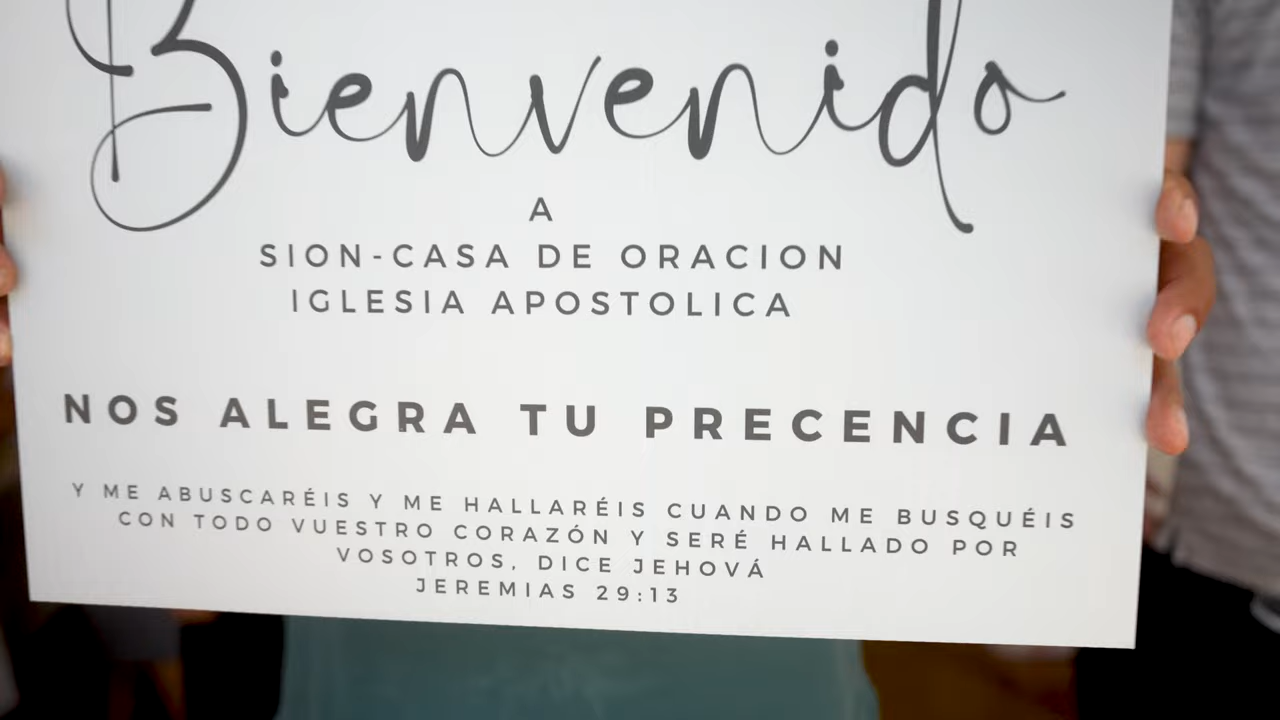 Bienvenido
A
SION-CASA DE ORACION
IGLESIA APOSTOLICA
NOS ALEGRA TU PRECENCIA
Y ME ABUSCARÉIS Y ME HALLARÉIS CUANDO ME BUSQUÉIS
CON TODO VUESTRO CORAZÓN Y SERÉ HALLADO POR
VOSOTROS, DICE JEHOVÁ
JEREMIAS 29:13